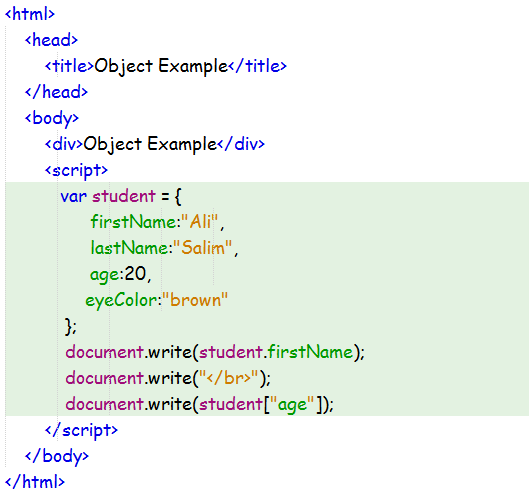 <html>
<head>
<title>Object Example</title>
</head>
<body>
<div>Object Example</div>
<script>
var student = {
firstName:"Ali",
lastName:"Salim",
age:20,
eyeColor:"brown"
};
document.write(student.firstName);
document.write("</br>");
document.write(student["age"]);
</script>
</body>
</html>